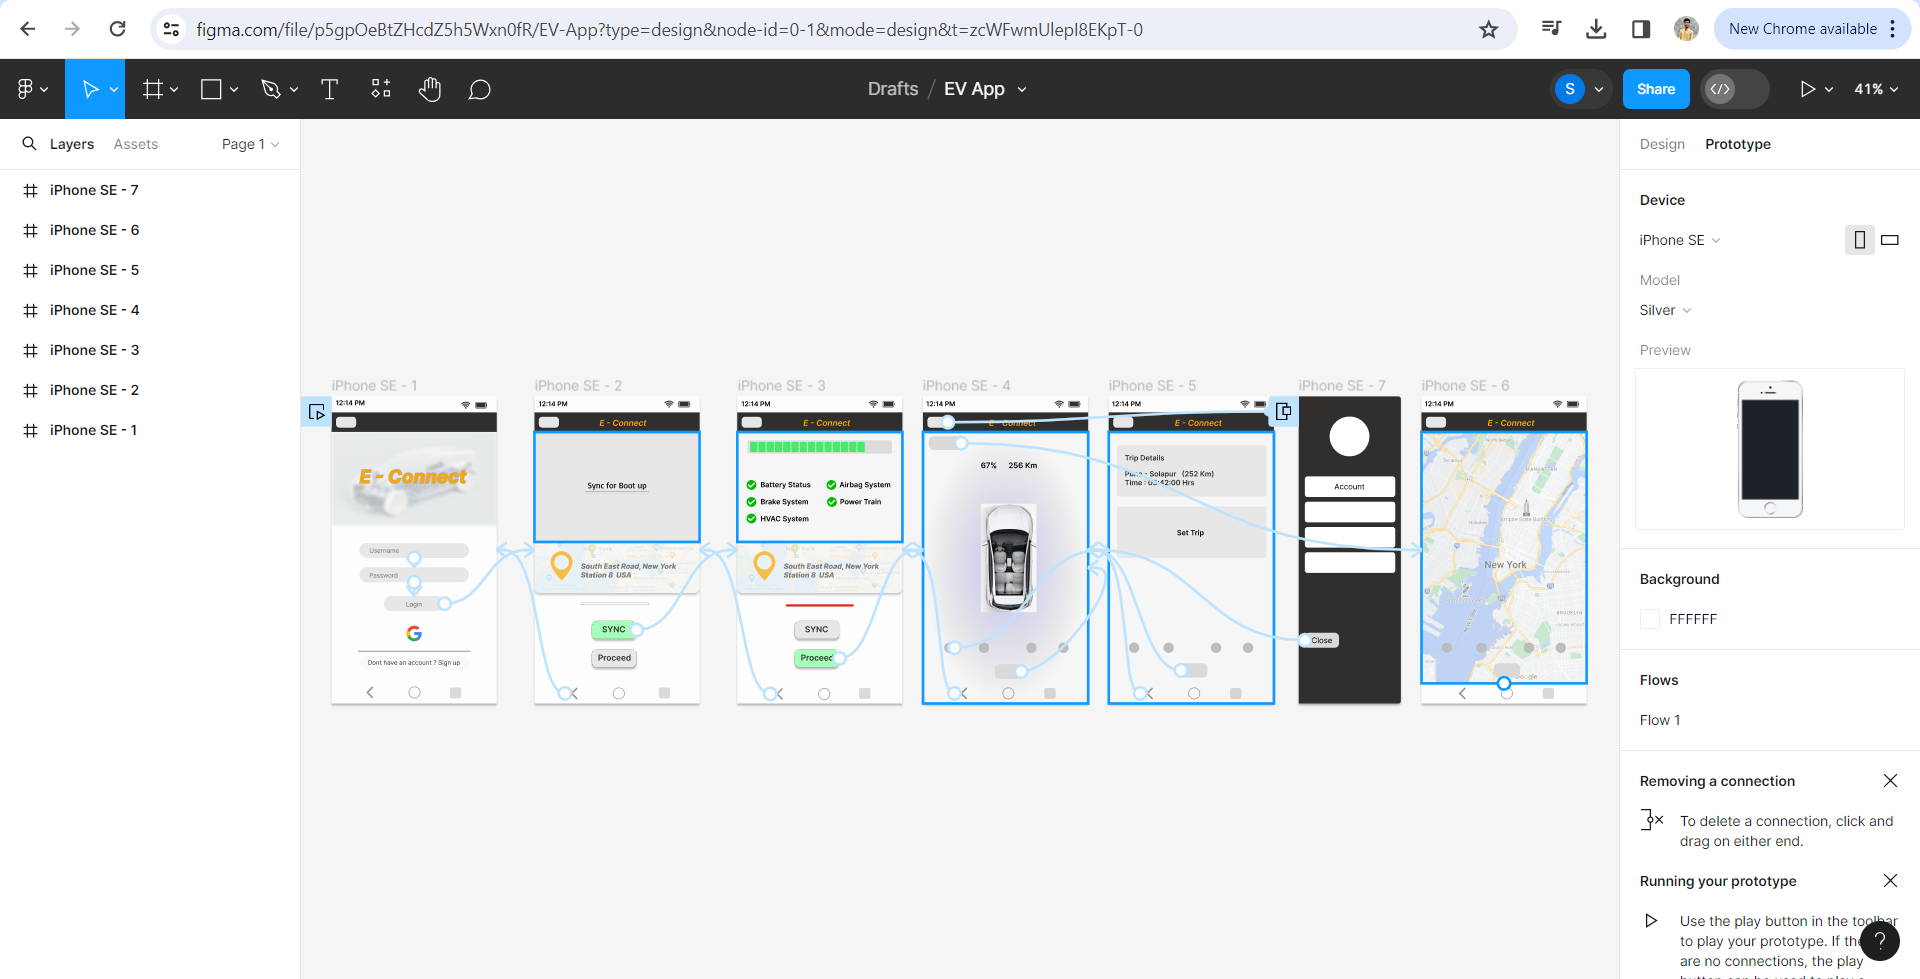 figma.com/file/p5gpOeBtZHcdZ5h5Wxn0fR/EV-App?type=design&node-id=0-1&mode=design&t=zcWFwmUlepI8EKpT-0
New Chrome available
Drafts / EV App
S
Share
41%
Layers
Assets
Page 1
iPhone SE - 7
iPhone SE - 6
iPhone SE - 5
iPhone SE - 4
iPhone SE - 3
iPhone SE - 2
iPhone SE - 1
iPhone SE - 1
12:14 PM
E - Connect
Username
Password
Login
Dont have an account ? Sign up
iPhone SE - 2
12:14 PM
E - Connect
Sync for Boot up
South East Road, New York
Station 8 USA
SYNC
Proceed
iPhone SE - 3
12:14 PM
E - Connect
Battery Status
Airbag System
Brake System
Power Train
HVAC System
South East Road, New York
Station 8 USA
SYNC
Proceed
iPhone SE - 4
12:14 PM
E - Connect
67% 256 Km
iPhone SE - 5
12:14 PM
E - Connect
Trip Details
Pune - Solapur (252 Km)
Time : 03:42:00 Hrs
Set Trip
iPhone SE - 7
Account
Close
iPhone SE - 6
12:14 PM
E - Connect
MANHATTAN
Empire State Building
New York
BROOKLYN
Google
Design
Prototype
Device
iPhone SE
Model
Silver
Preview
Background
FFFFFF
Flows
Flow 1
Removing a connection
To delete a connection, click and
drag on either end.
Running your prototype
Use the play button in the toolbar
to play your prototype. If the
are no connections, the play
?